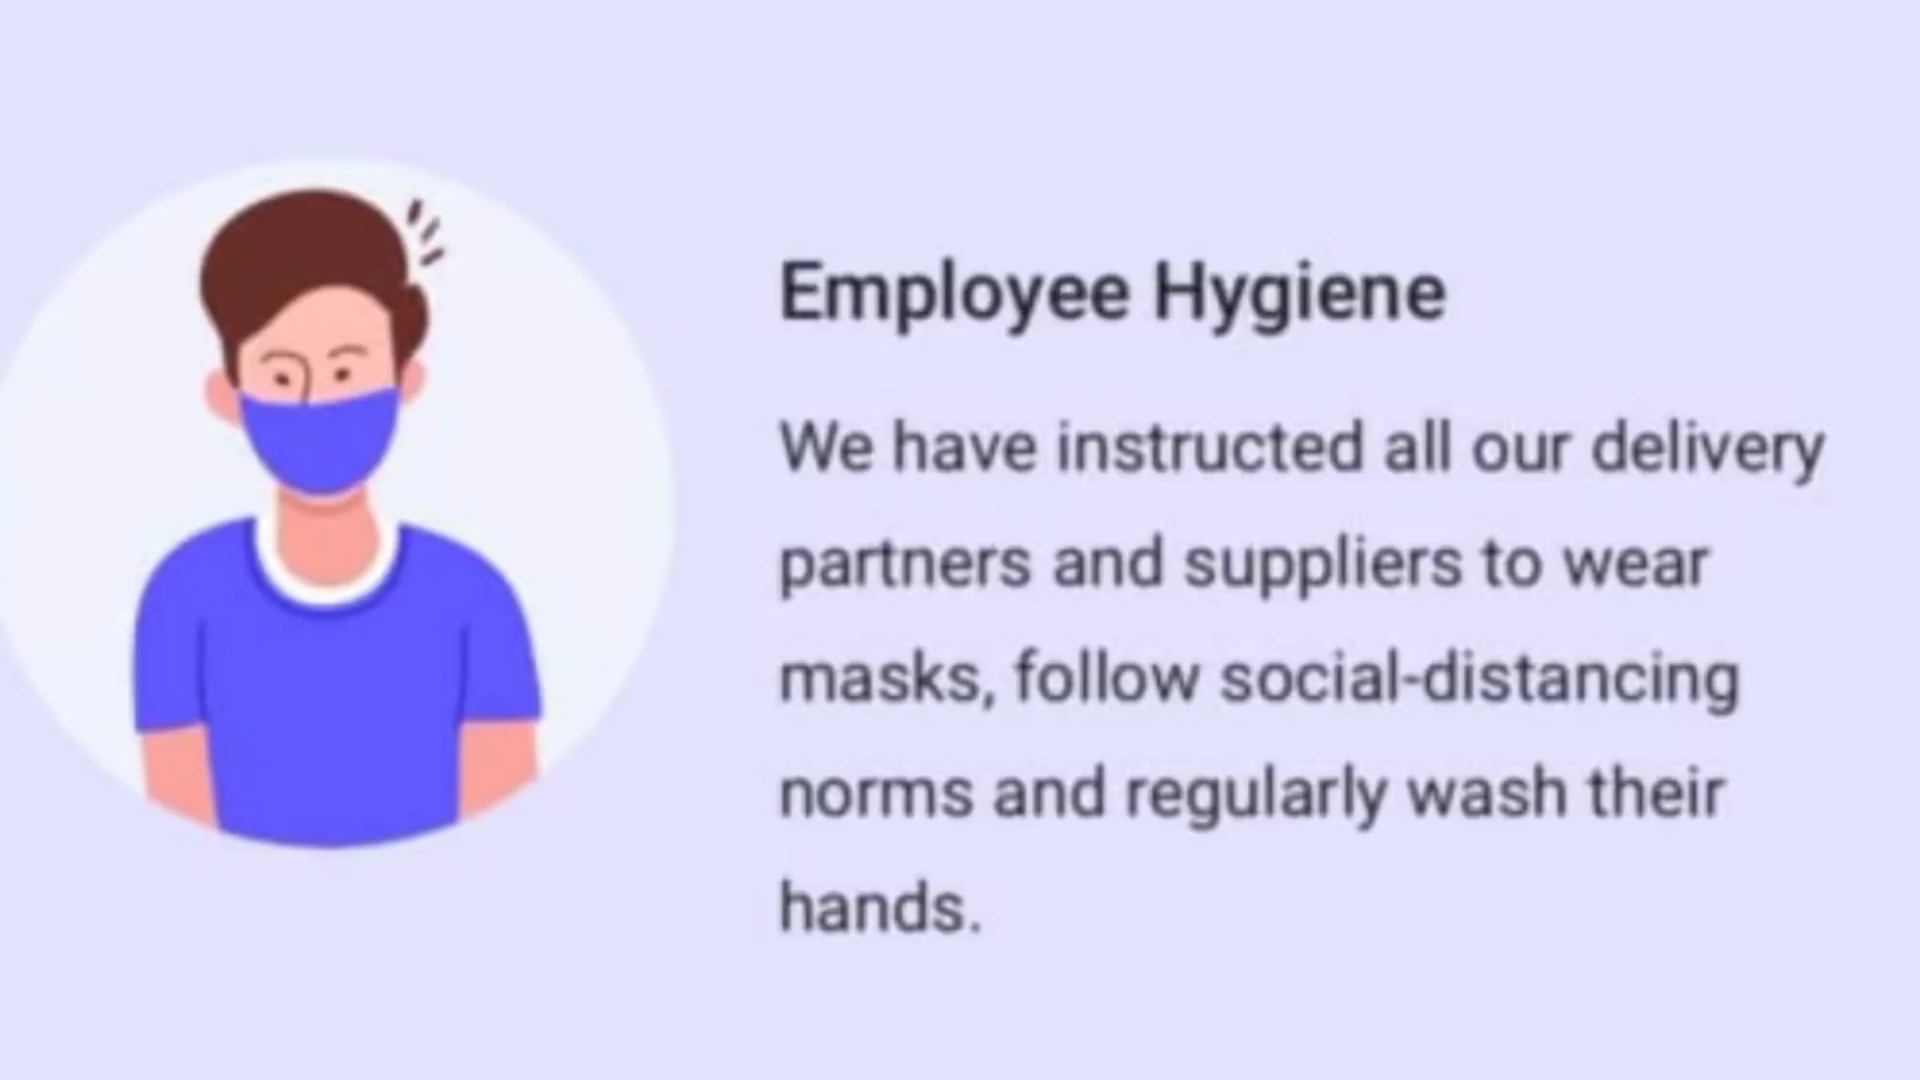 Employee Hygiene
We have instructed all our delivery
partners and suppliers to wear
masks, follow social-distancing
norms and regularly wash their
hands.